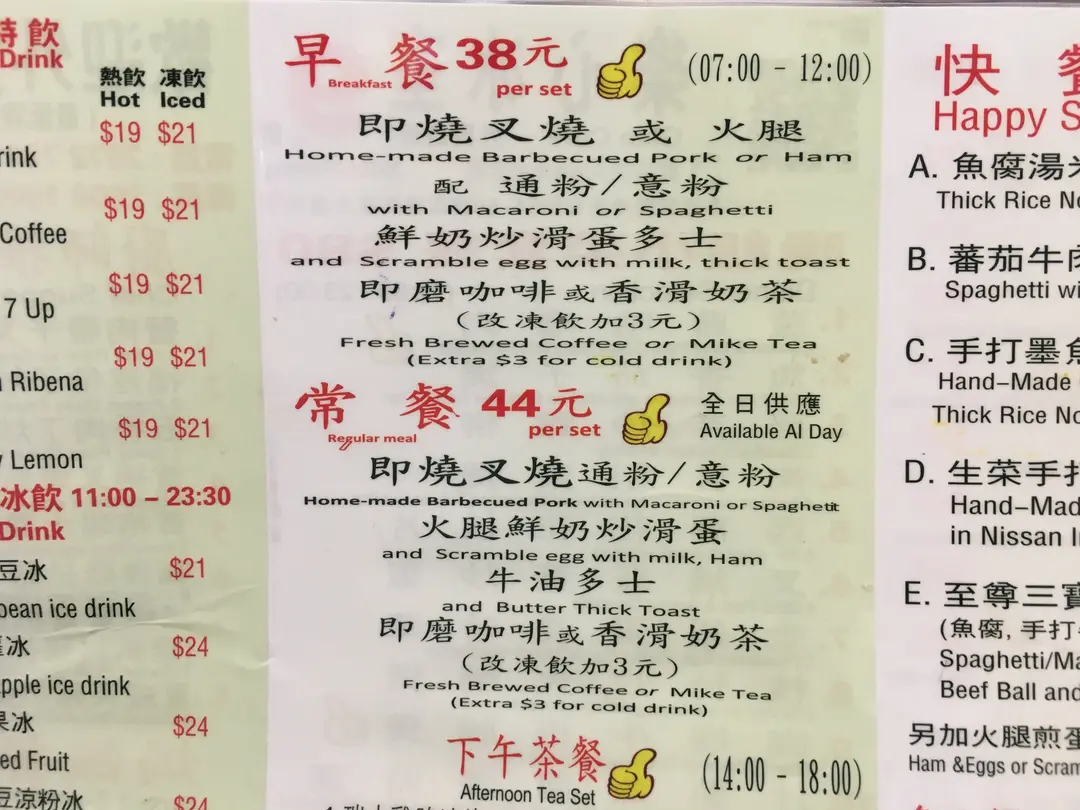 特飲
Drink
熱飲 凍飲
Hot Iced
$19 $21
$19 $21
Coffee
$19 $21
7 Up
$19 $21
Ribena
$19 $21
Lemon
冰飲 11:00 – 23:30
Drink
豆冰 $21
bean ice drink
冰 $24
apple ice drink
果冰 $24
Fruit
豆涼粉冰 $24
早餐 38元 (07:00 - 12:00)
Breakfast per set
即燒叉燒 或 火腿
Home-made Barbecued Pork or Ham
配 通粉/意粉
with Macaroni or Spaghetti
鮮奶炒滑蛋多士
and Scramble egg with milk, thick toast
即磨咖啡或香滑奶茶
(改凍飲加3元)
Fresh Brewed Coffee or Mike Tea
(Extra $3 for cold drink)
常餐 44元 全日供應
Regular meal per set Available Al Day
即燒叉燒通粉/意粉
Home-made Barbecued Pork with Macaroni or Spaghetit
火腿鮮奶炒滑蛋
and Scramble egg with milk, Ham
牛油多士
and Butter Thick Toast
即磨咖啡或香滑奶茶
(改凍飲加3元)
Fresh Brewed Coffee or Mike Tea
(Extra $3 for cold drink)
下午茶餐 (14:00 - 18:00)
Afternoon Tea Set
快餐
Happy
A. 魚腐湯米
Thick Rice
B. 蕃茄牛肉
Spaghetti
C. 手打墨魚
Hand-Made
Thick Rice
D. 生菜手打
Hand-Made
in Nissan
E. 至尊三寶
(魚腐, 手打
Spaghetti/
Beef Ball and
另加火腿煎蛋
Ham &Eggs or